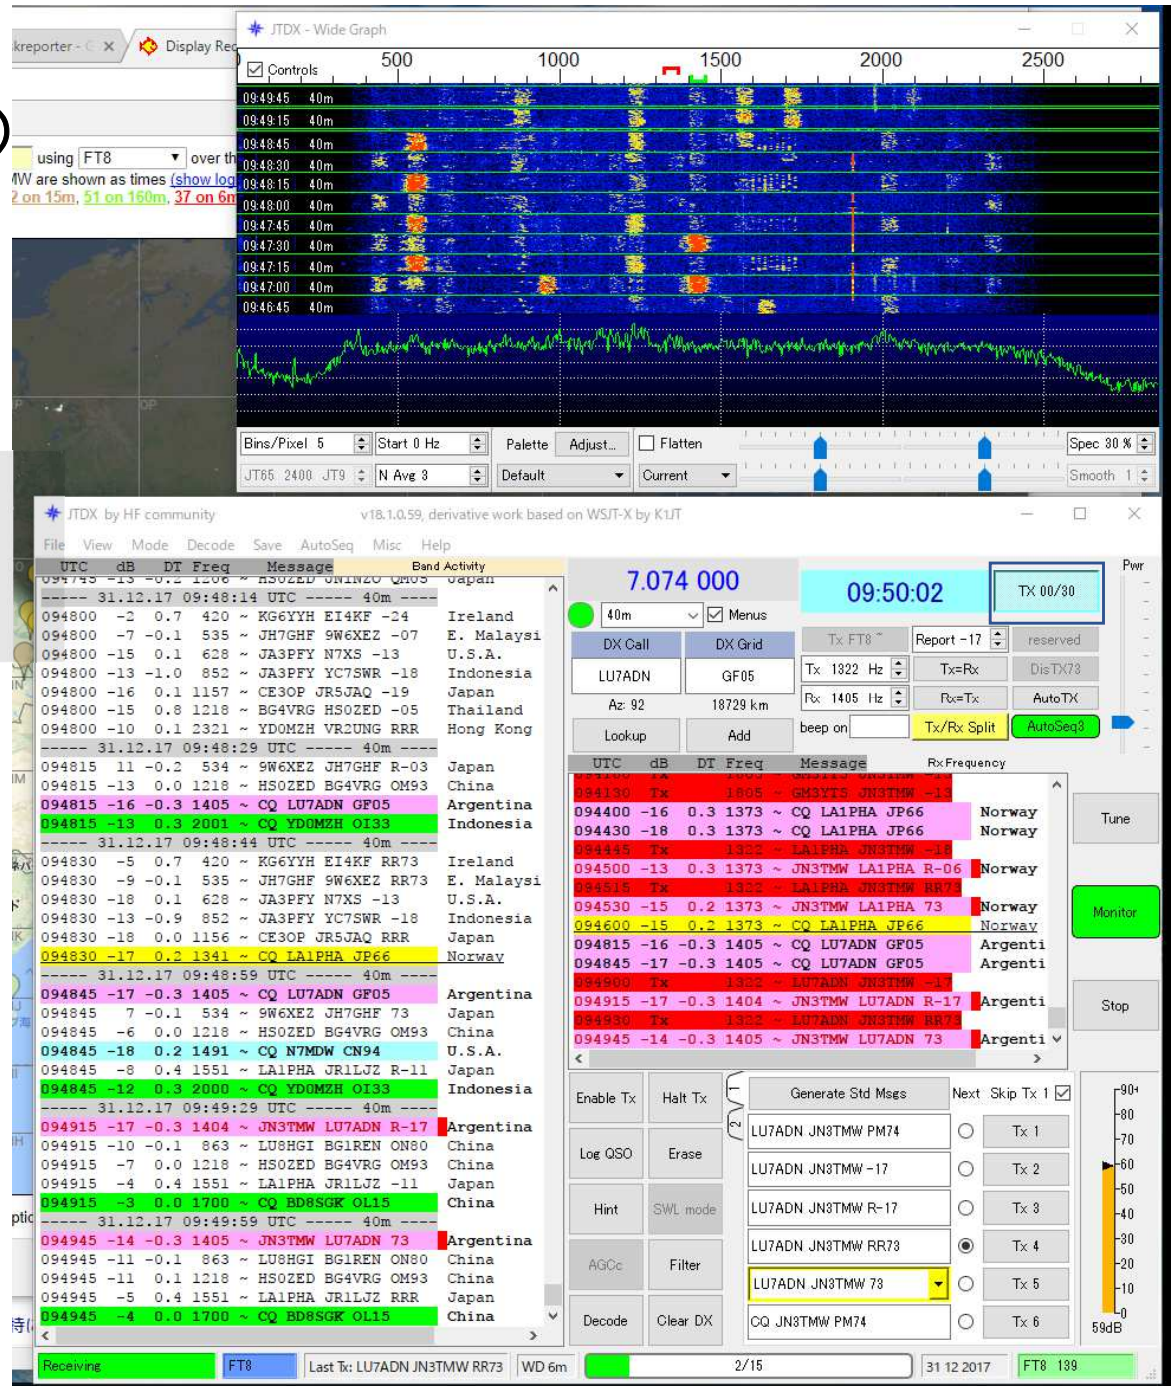 JTDX - Wide Graph
skreporter - G
Display Rec
Controls
500 1000 1500 2000 2500
09:49:45 40m
09:49:15 40m
using FT8 over th
09:48:45 40m
MW are shown as times (show log
09:48:30 40m
2 on 15m, 51 on 160m, 37 on 6m
09:48:15 40m
09:48:00 40m
09:47:45 40m
09:47:30 40m
09:47:15 40m
09:47:00 40m
09:46:45 40m
OP
Bins/Pixel 5 Start 0 Hz Palette Adjust... Flatten Spec 30 %
JT65 2400 JT9 N Avg 3 Default Current Smooth 1
JTDX by HF community v18.1.0.59, derivative work based on WSJT-X by K1JT
File View Mode Decode Save AutoSeq Misc Help
UTC dB DT Freq Message Band Activity
094745 -13 -0.2 1206 ~ HS0ZED JN1NZO QM05 Japan
----- 31.12.17 09:48:14 UTC ----- 40m ----
094800 -2 0.7 420 ~ KG6YYH EI4KF -24 Ireland
094800 -7 -0.1 535 ~ JH7GHF 9W6XEZ -07 E. Malaysi
094800 -15 0.1 628 ~ JA3PFY N7XS -13 U.S.A.
094800 -13 -1.0 852 ~ JA3PFY YC7SWR -18 Indonesia
094800 -16 0.1 1157 ~ CE3OP JR5JAQ -19 Japan
094800 -15 0.8 1218 ~ BG4VRG HS0ZED -05 Thailand
094800 -10 0.1 2321 ~ YD0MZH VR2UNG RRR Hong Kong
----- 31.12.17 09:48:29 UTC ----- 40m ----
094815 11 -0.2 534 ~ 9W6XEZ JH7GHF R-03 Japan
094815 -13 0.0 1218 ~ HS0ZED BG4VRG OM93 China
094815 -16 -0.3 1405 ~ CQ LU7ADN GF05 Argentina
094815 -13 0.3 2001 ~ CQ YD0MZH OI33 Indonesia
----- 31.12.17 09:48:44 UTC ----- 40m ----
094830 -5 0.7 420 ~ KG6YYH EI4KF RR73 Ireland
094830 -9 -0.1 535 ~ JH7GHF 9W6XEZ RR73 E. Malaysi
094830 -18 0.1 628 ~ JA3PFY N7XS -13 U.S.A.
094830 -13 -0.9 852 ~ JA3PFY YC7SWR -18 Indonesia
094830 -18 0.0 1156 ~ CE3OP JR5JAQ RRR Japan
094830 -17 0.2 1341 ~ CQ LA1PHA JP66 Norway
----- 31.12.17 09:48:59 UTC ----- 40m ----
094845 -17 -0.3 1405 ~ CQ LU7ADN GF05 Argentina
094845 7 -0.1 534 ~ 9W6XEZ JH7GHF 73 Japan
094845 -6 0.0 1218 ~ HS0ZED BG4VRG OM93 China
094845 -18 0.2 1491 ~ CQ N7MDW CN94 U.S.A.
094845 -8 0.4 1551 ~ LA1PHA JR1LJZ R-11 Japan
094845 -12 0.3 2000 ~ CQ YD0MZH OI33 Indonesia
----- 31.12.17 09:49:29 UTC ----- 40m ----
094915 -17 -0.3 1404 ~ JN3TMW LU7ADN R-17 Argentina
094915 -10 -0.1 863 ~ LU8HGI BG1REN ON80 China
094915 -7 0.0 1218 ~ HS0ZED BG4VRG OM93 China
094915 -4 0.4 1551 ~ LA1PHA JR1LJZ -11 Japan
094915 -3 0.0 1700 ~ CQ BD8SGK OL15 China
----- 31.12.17 09:49:59 UTC ----- 40m ----
094945 -14 -0.3 1405 ~ JN3TMW LU7ADN 73 Argentina
094945 -11 -0.1 863 ~ LU8HGI BG1REN ON80 China
094945 -11 0.1 1218 ~ HS0ZED BG4VRG OM93 China
094945 -5 0.4 1551 ~ LA1PHA JR1LJZ RRR Japan
094945 -4 0.0 1700 ~ CQ BD8SGK OL15 China
7.074 000
09:50:02
TX 00/30
Pwr
40m Menus
DX Call DX Grid
LU7ADN GF05
Az: 92 18729 km
Lookup Add
Tx FT8 ~ Report -17 reserved
Tx 1322 Hz Tx=Rx DisTX73
Rx 1405 Hz Rx=Tx AutoTX
beep on Tx/Rx Split AutoSeq3
UTC dB DT Freq Message Rx Frequency
094130 Tx 1805 ~ GM3YTS JN3TMW -13
094400 -16 0.3 1373 ~ CQ LA1PHA JP66 Norway
094430 -18 0.3 1373 ~ CQ LA1PHA JP66 Norway
094445 Tx 1322 ~ LA1PHA JN3TMW -18
094500 -13 0.3 1373 ~ JN3TMW LA1PHA R-06 Norway
094515 Tx 1322 ~ LA1PHA JN3TMW RR73
094530 -15 0.2 1373 ~ JN3TMW LA1PHA 73 Norway
094600 -15 0.2 1373 ~ CQ LA1PHA JP66 Norway
094815 -16 -0.3 1405 ~ CQ LU7ADN GF05 Argenti
094845 -17 -0.3 1405 ~ CQ LU7ADN GF05 Argenti
094900 Tx 1322 ~ LU7ADN JN3TMW -17
094915 -17 -0.3 1404 ~ JN3TMW LU7ADN R-17 Argenti
094930 Tx 1322 ~ LU7ADN JN3TMW RR73
094945 -14 -0.3 1405 ~ JN3TMW LU7ADN 73 Argenti
Tune
Monitor
Stop
Enable Tx Halt Tx
Log QSO Erase
Hint SWL mode
AGCc Filter
Decode Clear DX
1
2
Generate Std Msgs Next Skip Tx 1
LU7ADN JN3TMW PM74 Tx 1
LU7ADN JN3TMW -17 Tx 2
LU7ADN JN3TMW R-17 Tx 3
LU7ADN JN3TMW RR73 Tx 4
LU7ADN JN3TMW 73 Tx 5
CQ JN3TMW PM74 Tx 6
-90+
-80
-70
-60
-50
-40
-30
-20
-10
-0
59dB
Receiving FT8 Last Tx: LU7ADN JN3TMW RR73 WD 6m 2/15 31 12 2017 FT8 139